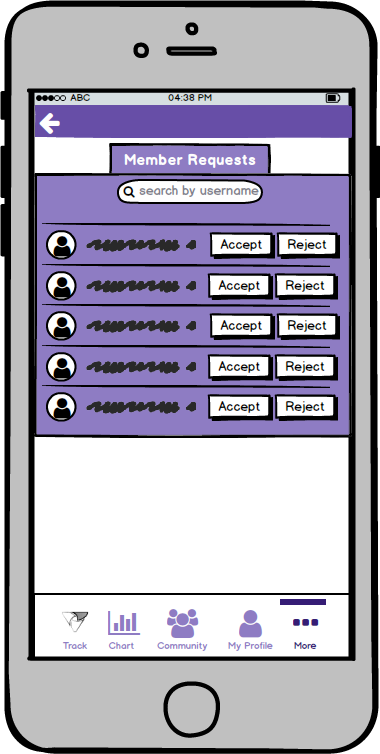 ABC 04:38 PM
Member Requests
search by username
Accept Reject
Accept Reject
Accept Reject
Accept Reject
Accept Reject
Track Chart Community My Profile More